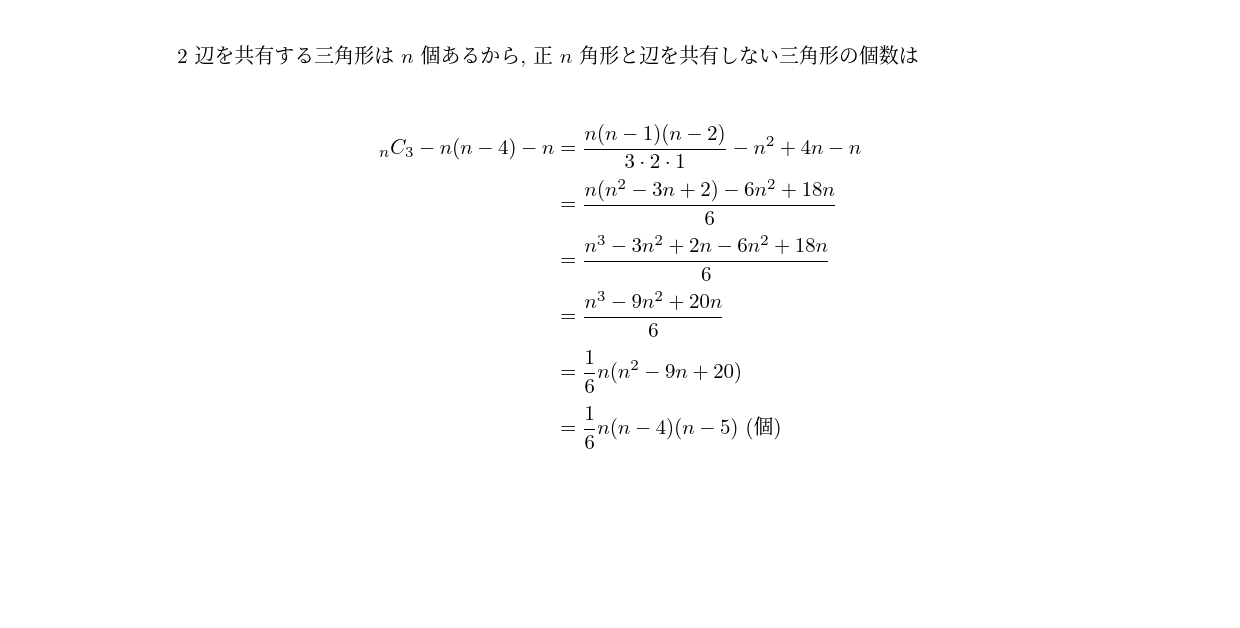 2 辺を共有する三角形は n 個あるから, 正 n 角形と辺を共有しない三角形の個数は
$_nC_3 - n(n-4) - n = \frac{n(n-1)(n-2)}{3 \cdot 2 \cdot 1} - n^2 + 4n - n$
$= \frac{n(n^2 - 3n + 2) - 6n^2 + 18n}{6}$
$= \frac{n^3 - 3n^2 + 2n - 6n^2 + 18n}{6}$
$= \frac{n^3 - 9n^2 + 20n}{6}$
$= \frac{1}{6}n(n^2 - 9n + 20)$
$= \frac{1}{6}n(n-4)(n-5)$ (個)